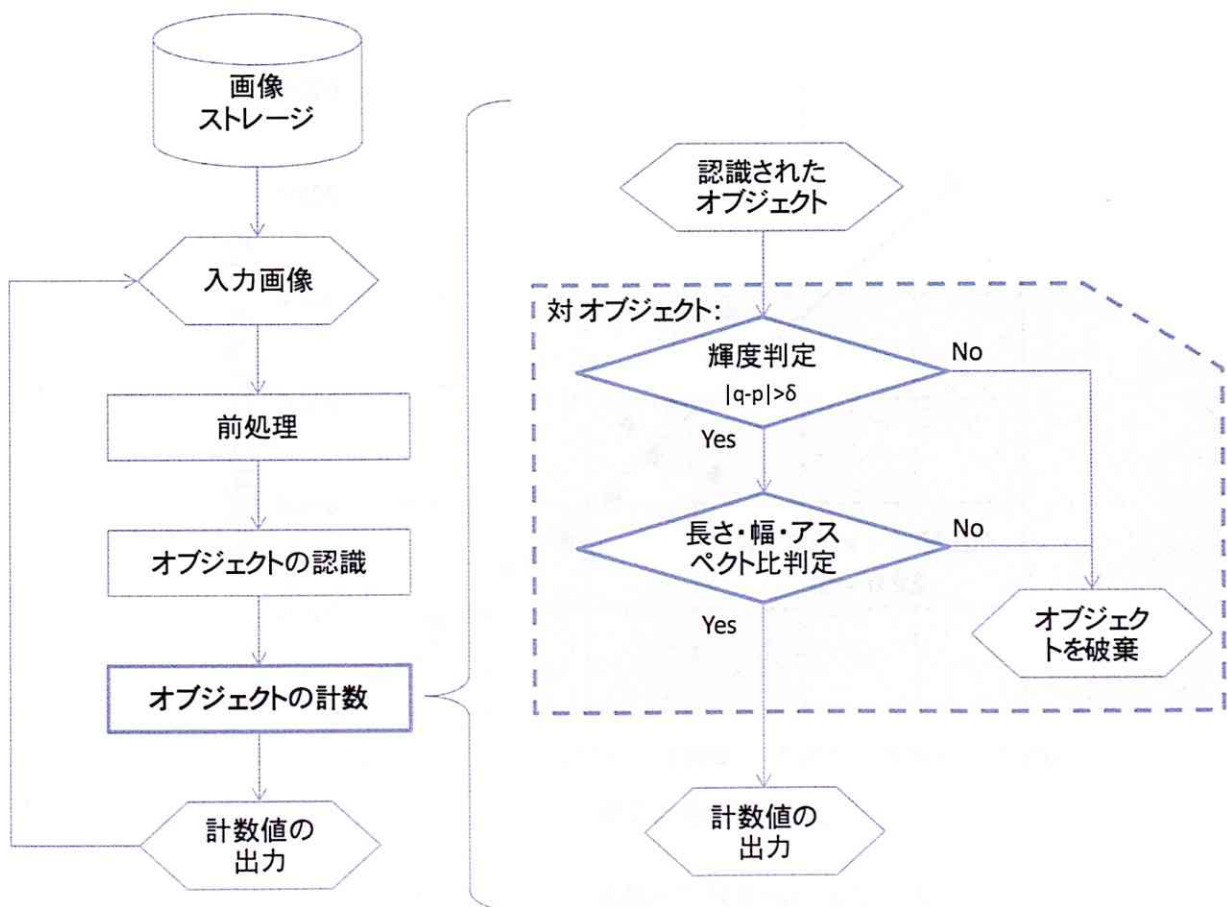 画像
ストレージ
入力画像
前処理
オブジェクトの認識
オブジェクトの計数
計数値の
出力
認識された
オブジェクト
対 オブジェクト:
輝度判定
|q-p|>δ
No
Yes
長さ・幅・アス
ペクト比判定
No
Yes
オブジェク
トを破棄
計数値の
出力